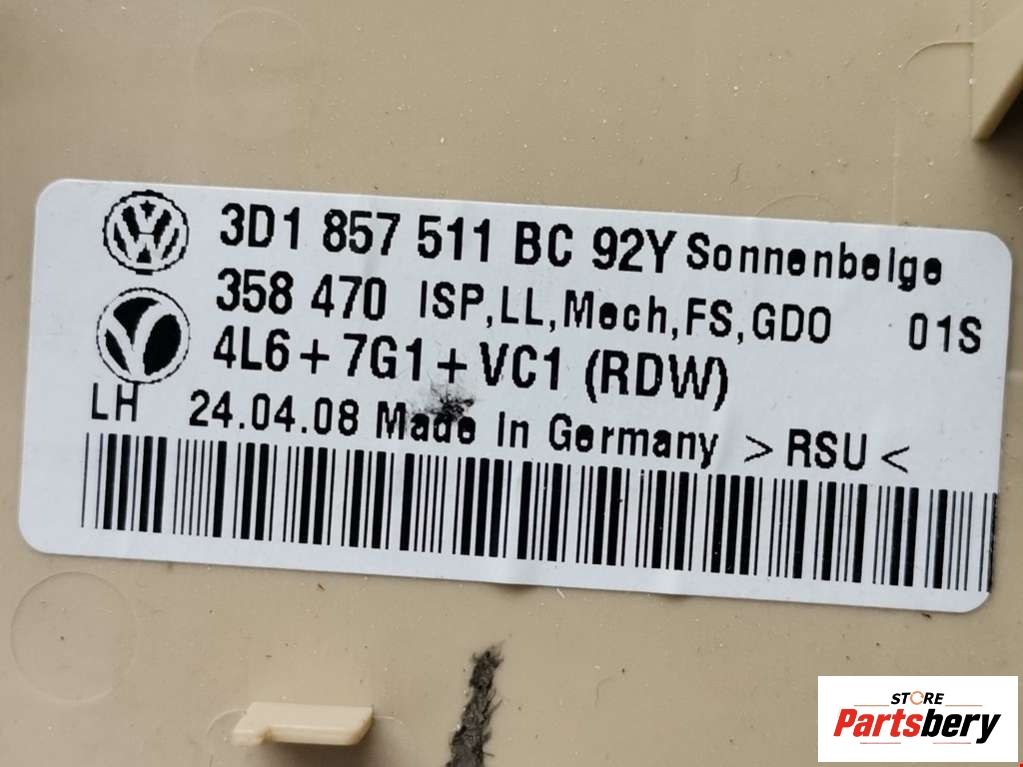 3D1 857 511 BC 92Y Sonnenbeige
358 470 ISP,LL,Mech,FS,GDO 01S
4L6+7G1+VC1 (RDW)
LH 24.04.08 Made In Germany >RSU<
STORE
Partsbery